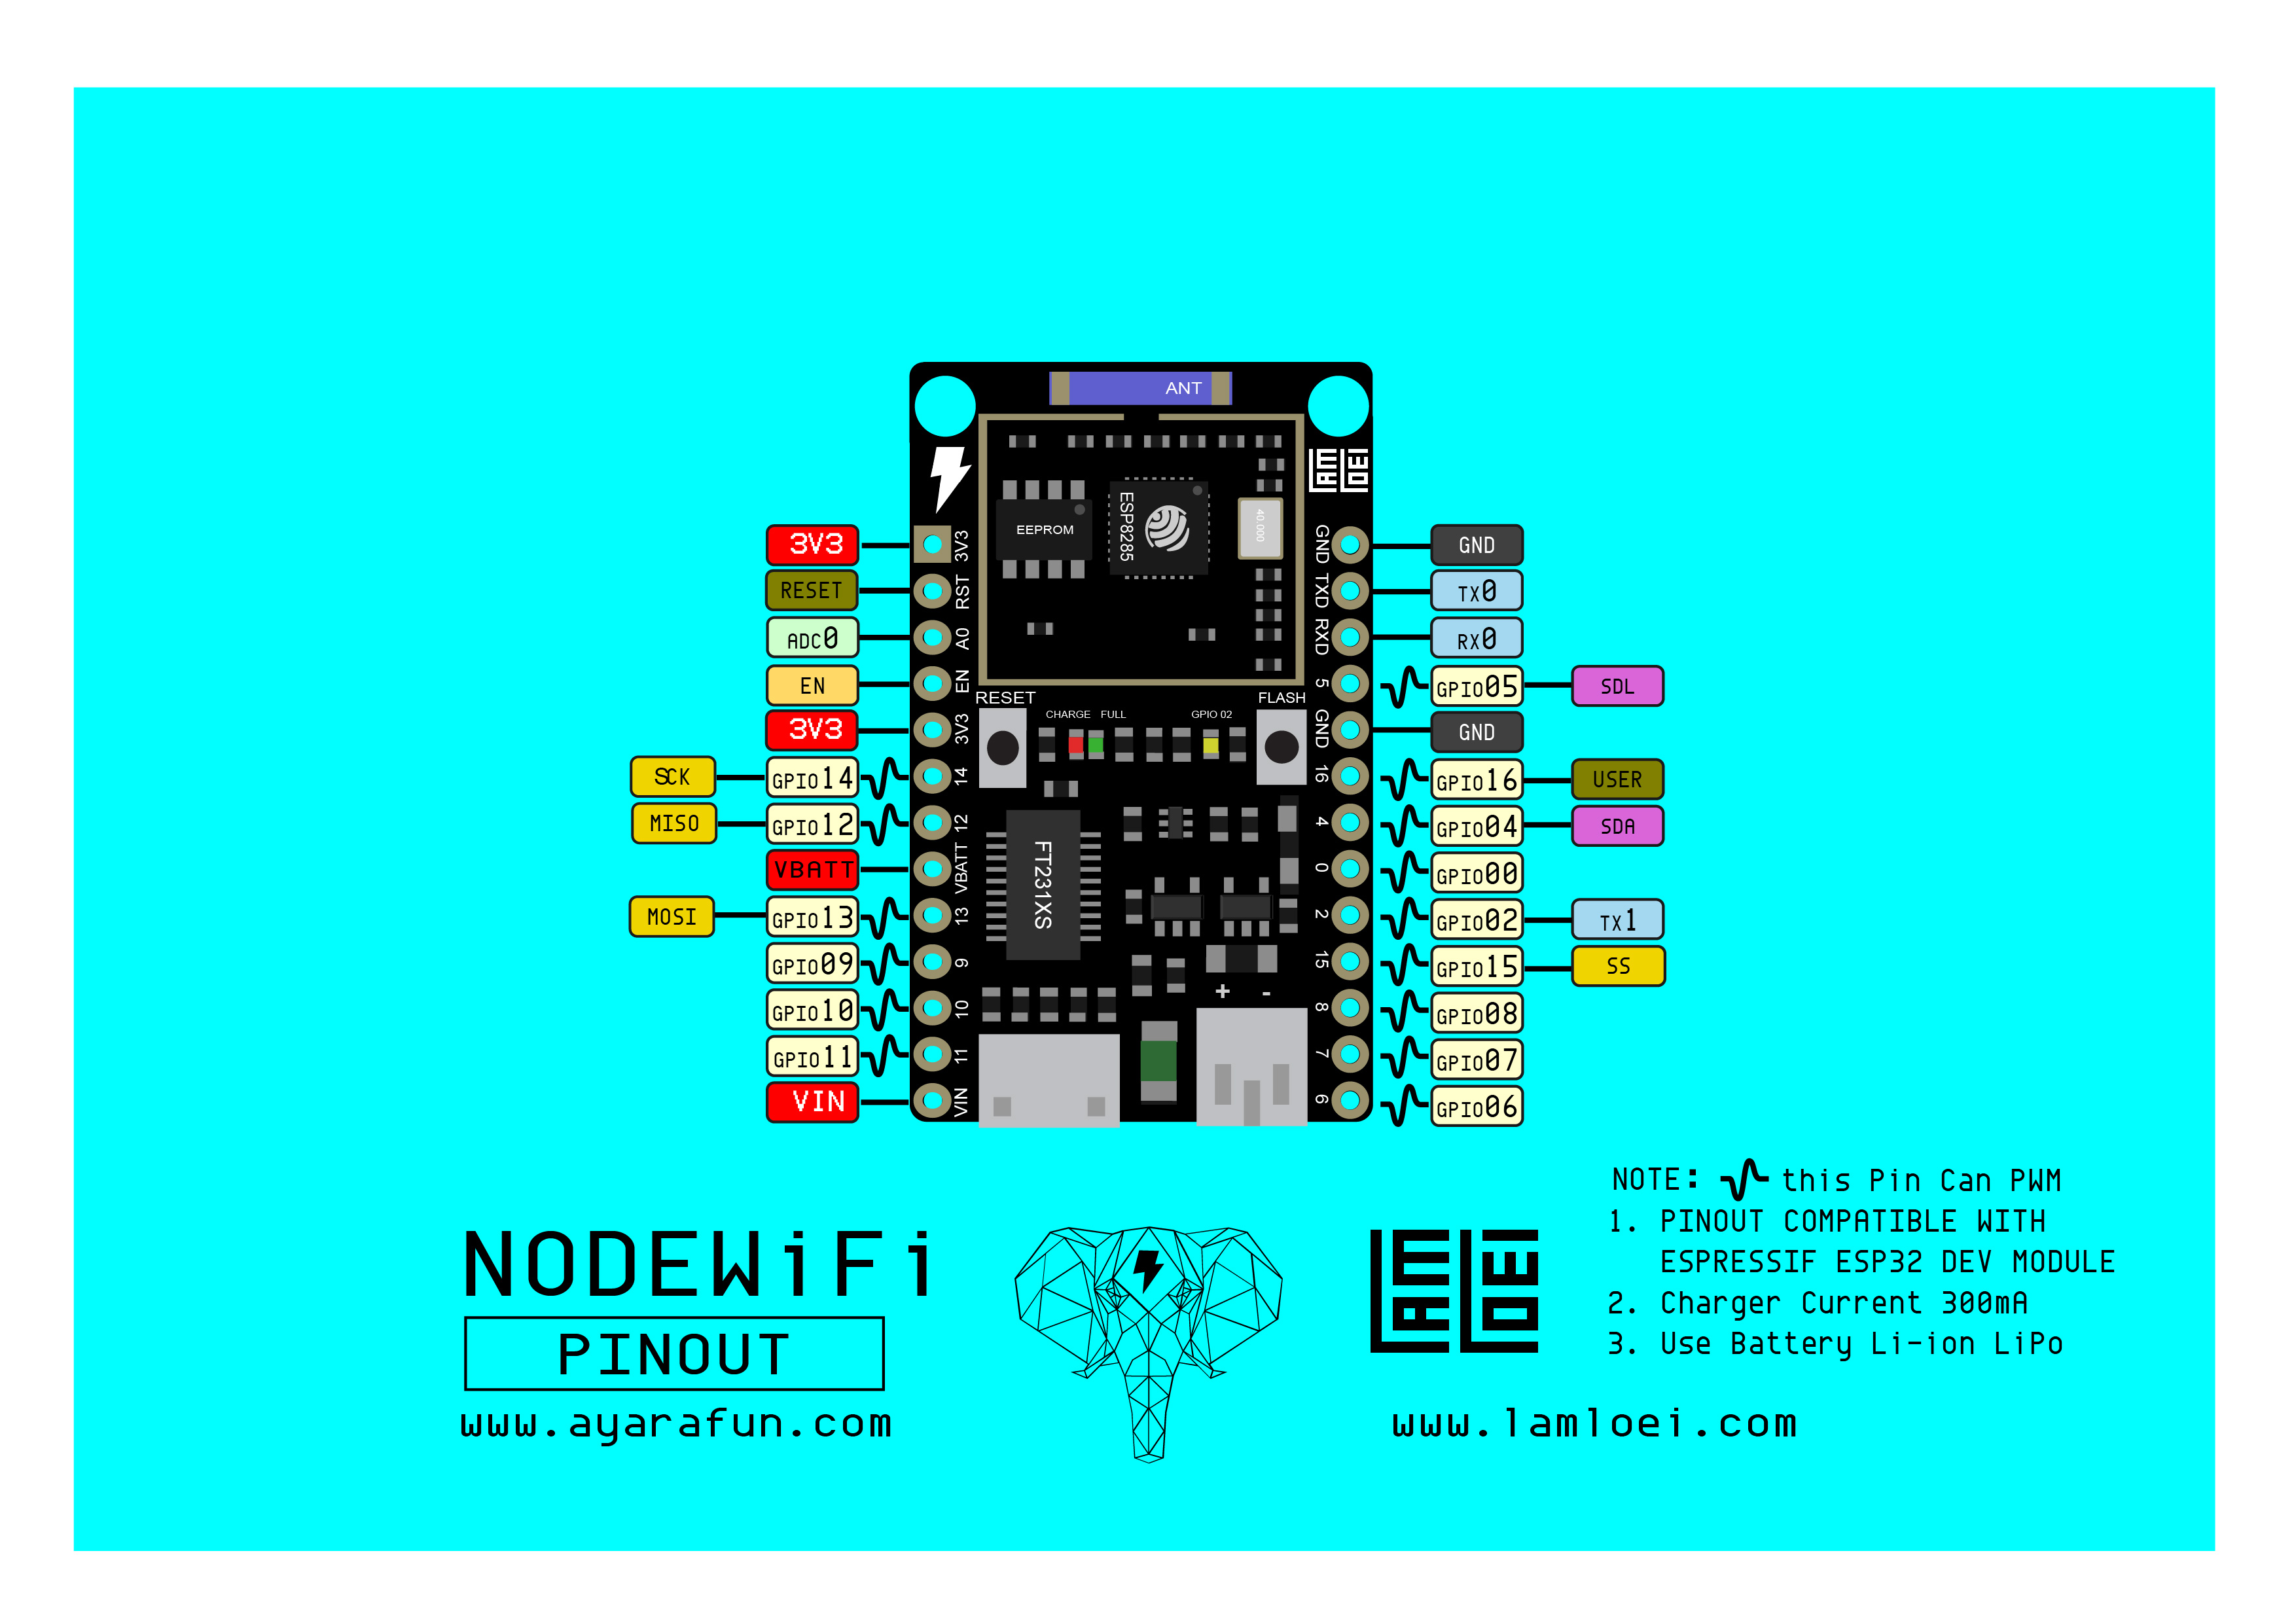 ANT
EEPROM
ESP8285
40.000
3V3 3V3 GND GND
RESET RST TXD TX0
ADC0 A0 RXD RX0
EN EN 5 GPIO05 SDL
RESET FLASH
CHARGE FULL GPIO 02
3V3 3V3 GND GND
SCK GPIO14 14 16 GPIO16 USER
MISO GPIO12 12 4 GPIO04 SDA
VBATT VBATT 0 GPIO00
FT231XS
MOSI GPIO13 13 2 GPIO02 TX1
GPIO09 9 15 GPIO15 SS
+ -
GPIO10 10 8 GPIO08
GPIO11 11 7 GPIO07
VIN VIN 6 GPIO06
NOTE: this Pin Can PWM
1. PINOUT COMPATIBLE WITH
ESPRESSIF ESP32 DEV MODULE
2. Charger Current 300mA
3. Use Battery Li-ion LiPo
NODEWiFi
PINOUT
www.ayarafun.com
LAMLOEI
www.lamloei.com